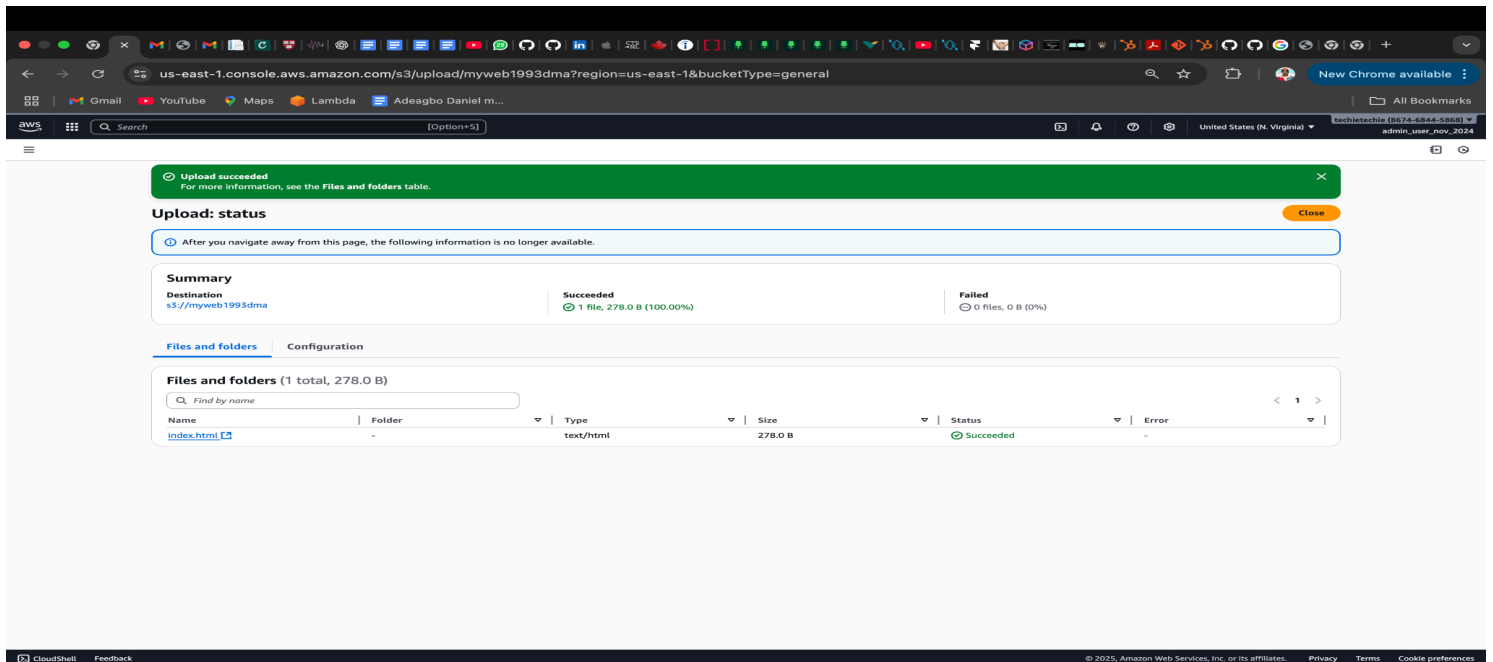 us-east-1.console.aws.amazon.com/s3/upload/myweb1993dma?region=us-east-1&bucketType=general
New Chrome available
Gmail YouTube Maps Lambda Adeagbo Daniel m...
All Bookmarks
aws Search [Option+S] United States (N. Virginia) techietechie (8674-6844-5868)
admin_user_nov_2024
Upload succeeded
For more information, see the Files and folders table.
Upload: status
Close
After you navigate away from this page, the following information is no longer available.
Summary
Destination Succeeded Failed
s3://myweb1993dma 1 file, 278.0 B (100.00%) 0 files, 0 B (0%)
Files and folders Configuration
Files and folders (1 total, 278.0 B)
Find by name
1
Name Folder Type Size Status Error
index.html - text/html 278.0 B Succeeded -
CloudShell Feedback © 2025, Amazon Web Services, Inc. or its affiliates. Privacy Terms Cookie preferences